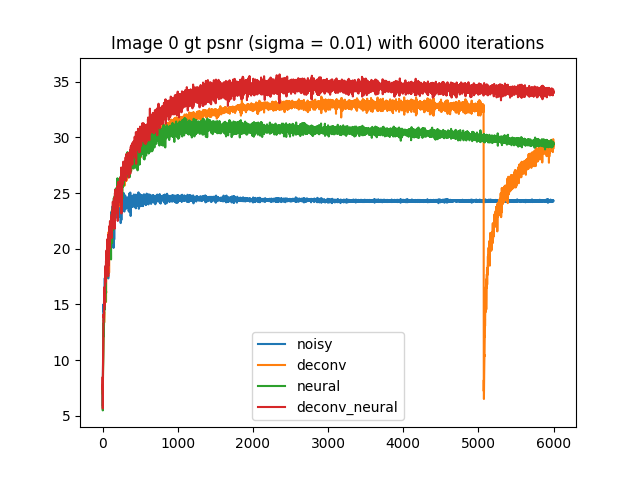 Image 0 gt psnr (sigma = 0.01) with 6000 iterations
35
30
25
20
15
10
5
noisy
deconv
neural
deconv_neural
0 1000 2000 3000 4000 5000 6000